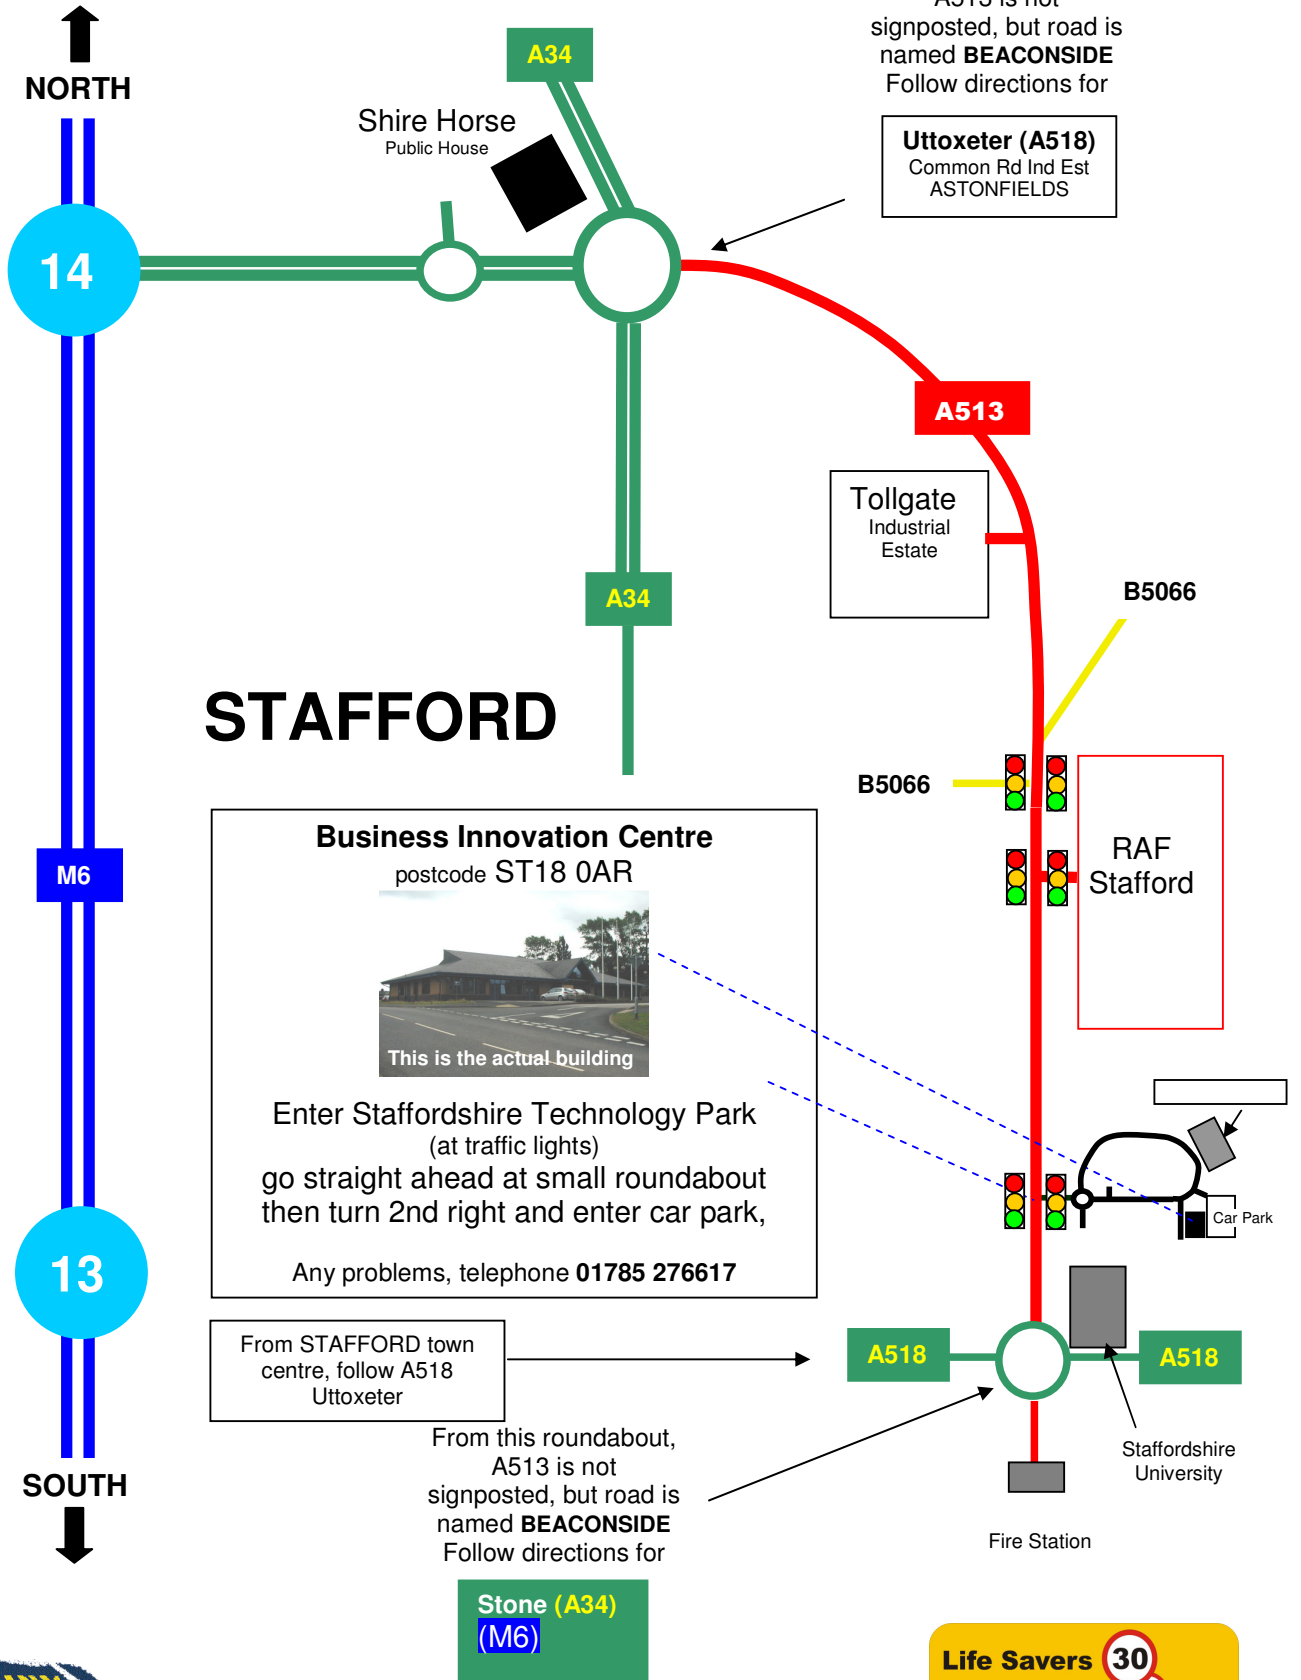 A513 is not
signposted, but road is
named BEACONSIDE
Follow directions for
Uttoxeter (A518)
Common Rd Ind Est
ASTONFIELDS
NORTH
A34
Shire Horse
Public House
14
A513
Tollgate
Industrial
Estate
A34
B5066
STAFFORD
B5066
M6
RAF
Stafford
Business Innovation Centre
postcode ST18 0AR
This is the actual building
Enter Staffordshire Technology Park
(at traffic lights)
go straight ahead at small roundabout
then turn 2nd right and enter car park,
Any problems, telephone 01785 276617
Car Park
13
From STAFFORD town
centre, follow A518
Uttoxeter
A518
A518
SOUTH
From this roundabout,
A513 is not
signposted, but road is
named BEACONSIDE
Follow directions for
Staffordshire
University
Fire Station
Stone (A34)
(M6)
Life Savers 30